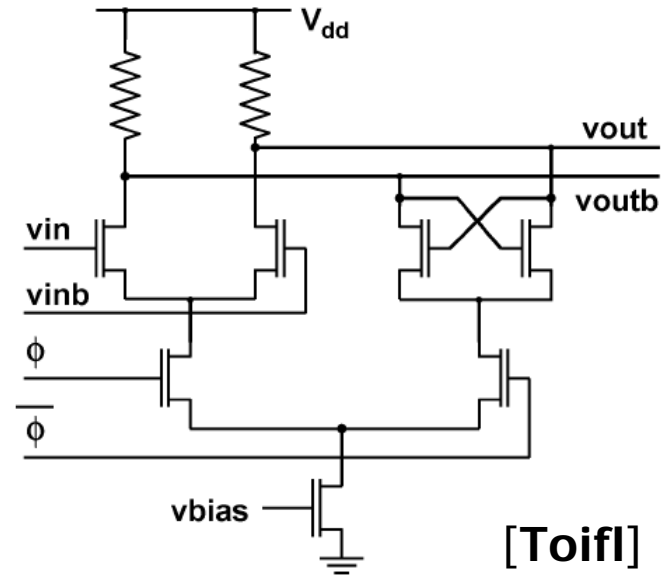 Vdd
vout
voutb
vin
vinb
ϕ
ϕ̅
vbias
[Toifl]